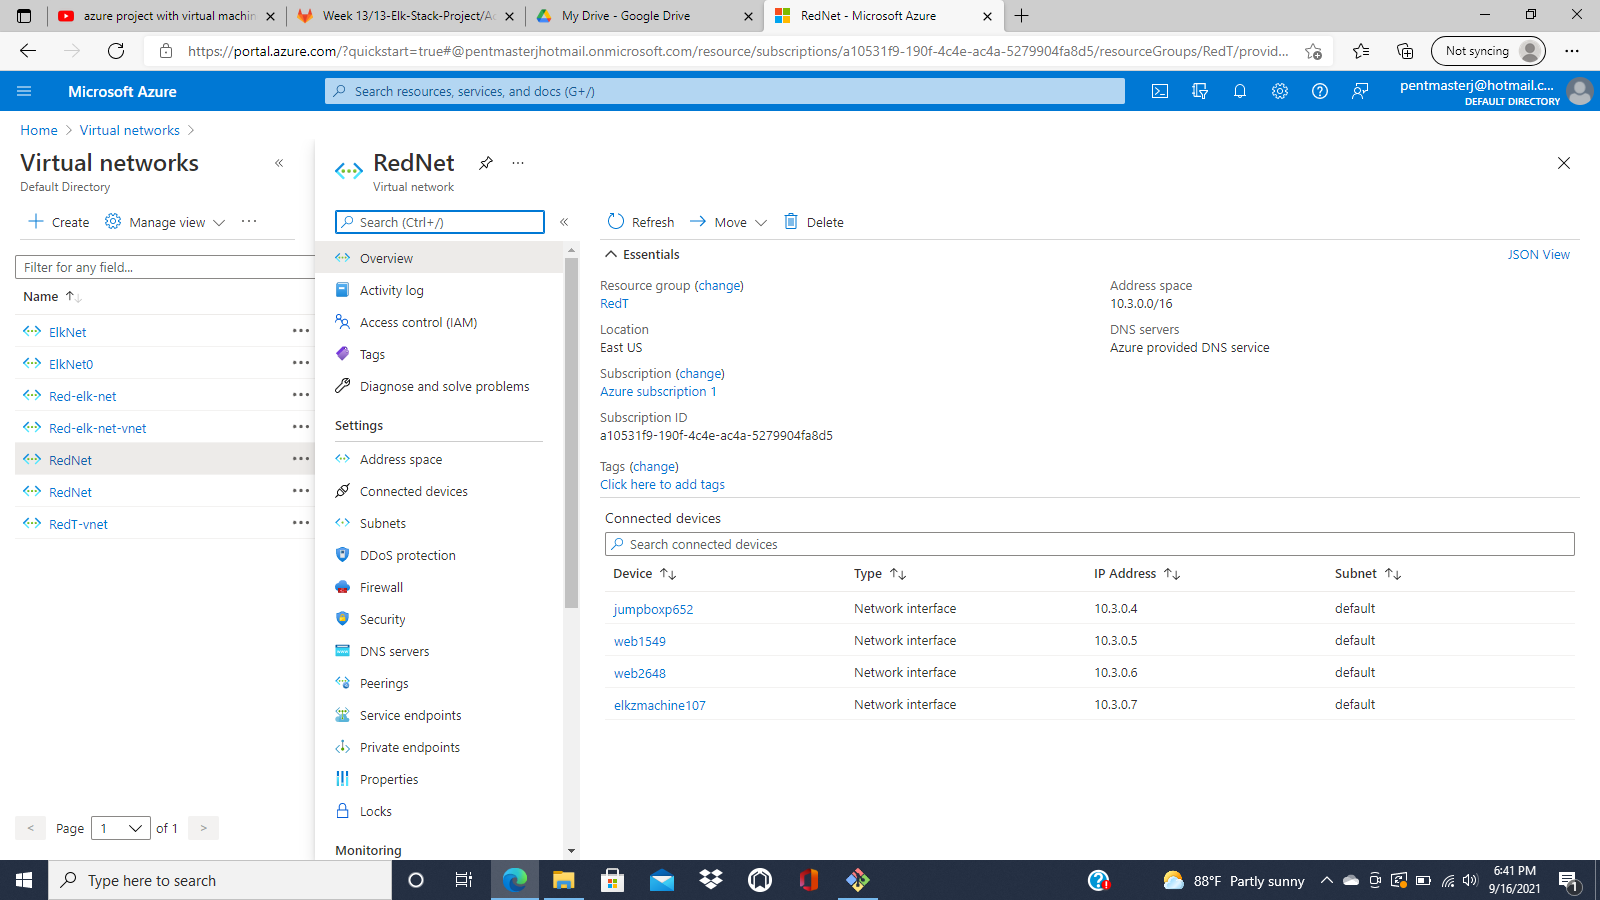 azure project with virtual machin
Week 13/13-Elk-Stack-Project/Ac
My Drive - Google Drive
RedNet - Microsoft Azure
https://portal.azure.com/?quickstart=true#@pentmasterjhotmail.onmicrosoft.com/resource/subscriptions/a10531f9-190f-4c4e-ac4a-5279904fa8d5/resourceGroups/RedT/provid...
Not syncing
Microsoft Azure
Search resources, services, and docs (G+/)
pentmasterj@hotmail.c...
DEFAULT DIRECTORY
Home
Virtual networks
Virtual networks
Default Directory
Create
Manage view
Filter for any field...
Name
ElkNet
ElkNet0
Red-elk-net
Red-elk-net-vnet
RedNet
RedNet
RedT-vnet
< Page 1 of 1 >
RedNet
Virtual network
Search (Ctrl+/)
Overview
Activity log
Access control (IAM)
Tags
Diagnose and solve problems
Settings
Address space
Connected devices
Subnets
DDoS protection
Firewall
Security
DNS servers
Peerings
Service endpoints
Private endpoints
Properties
Locks
Monitoring
Refresh
Move
Delete
Essentials
JSON View
Resource group (change)
RedT
Location
East US
Subscription (change)
Azure subscription 1
Subscription ID
a10531f9-190f-4c4e-ac4a-5279904fa8d5
Tags (change)
Click here to add tags
Address space
10.3.0.0/16
DNS servers
Azure provided DNS service
Connected devices
Search connected devices
Device Type IP Address Subnet
jumpboxp652 Network interface 10.3.0.4 default
web1549 Network interface 10.3.0.5 default
web2648 Network interface 10.3.0.6 default
elkzmachine107 Network interface 10.3.0.7 default
Type here to search
88°F Partly sunny
6:41 PM
9/16/2021
1